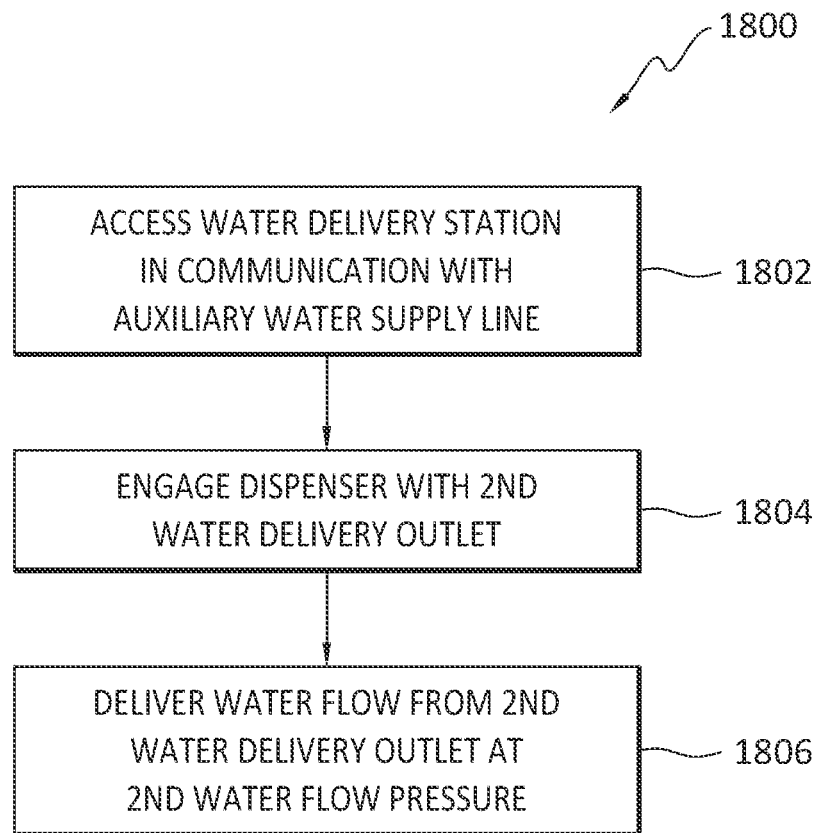 1800
ACCESS WATER DELIVERY STATION
IN COMMUNICATION WITH
AUXILIARY WATER SUPPLY LINE
1802
ENGAGE DISPENSER WITH 2ND
WATER DELIVERY OUTLET
1804
DELIVER WATER FLOW FROM 2ND
WATER DELIVERY OUTLET AT
2ND WATER FLOW PRESSURE
1806